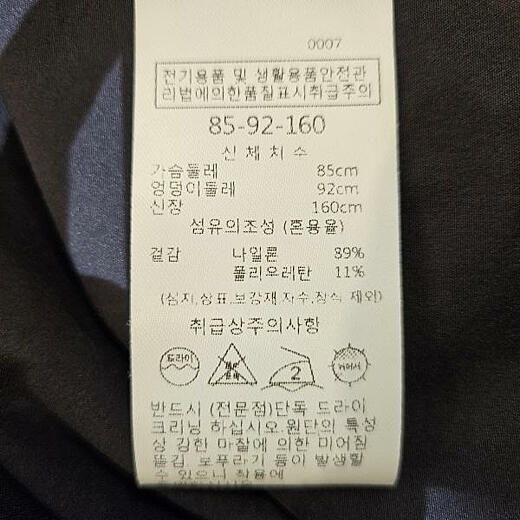 0007
전기용품 및 생활용품안전관
리법에의한품질표시취급주의
85-92-160
신 체 치 수
가슴둘레 85cm
엉덩이둘레 92cm
신장 160cm
섬유의조성 (혼용율)
겉감 나일론 89%
폴리우레탄 11%
(심지,상표,보강재,자수,장식 제외)
취급상주의사항
드라이 2 뉘어서
반드시 (전문점)단독 드라이
크리닝 하십시오.원단의 특성
상 강한 마찰에 의한 미어짐
뜯김 보푸라기 등이 발생할
수 있으니 착용에